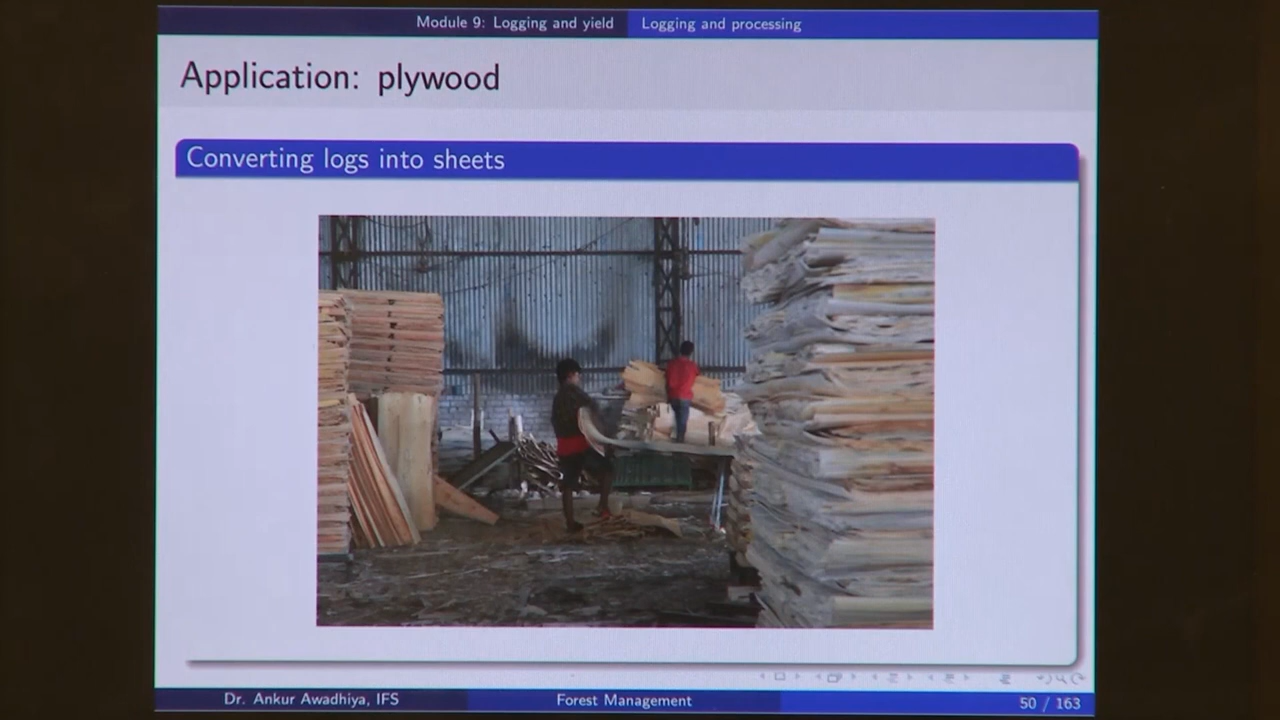 Module 9: Logging and yield Logging and processing
Application: plywood
Converting logs into sheets
Dr. Ankur Awadhiya, IFS Forest Management 50 / 163